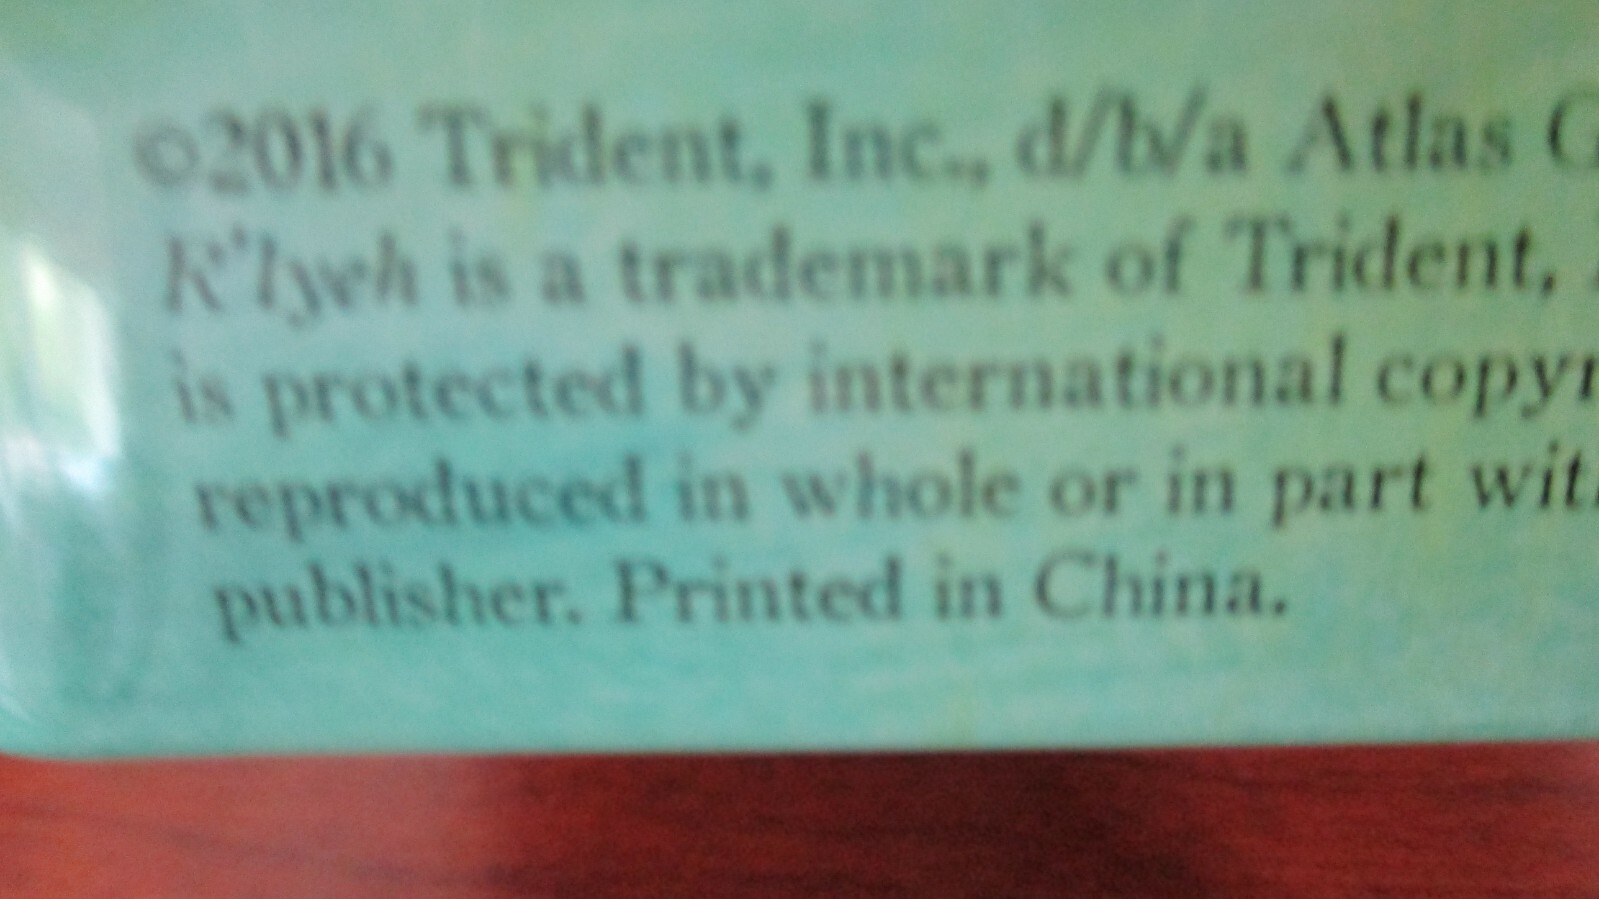 ©2016 Trident, Inc., d/b/a Atlas G
R'lyeh is a trademark of Trident,
is protected by international copyr
reproduced in whole or in part wit
publisher. Printed in China.